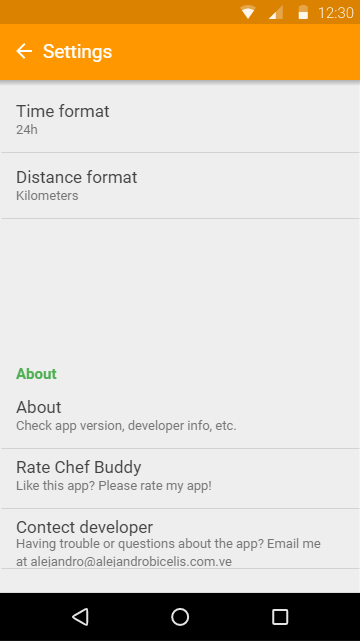 12:30
Settings
Time format
24h
Distance format
Kilometers
About
About
Check app version, developer info, etc.
Rate Chef Buddy
Like this app? Please rate my app!
Contect developer
Having trouble or questions about the app? Email me
at alejandro@alejandrobicelis.com.ve